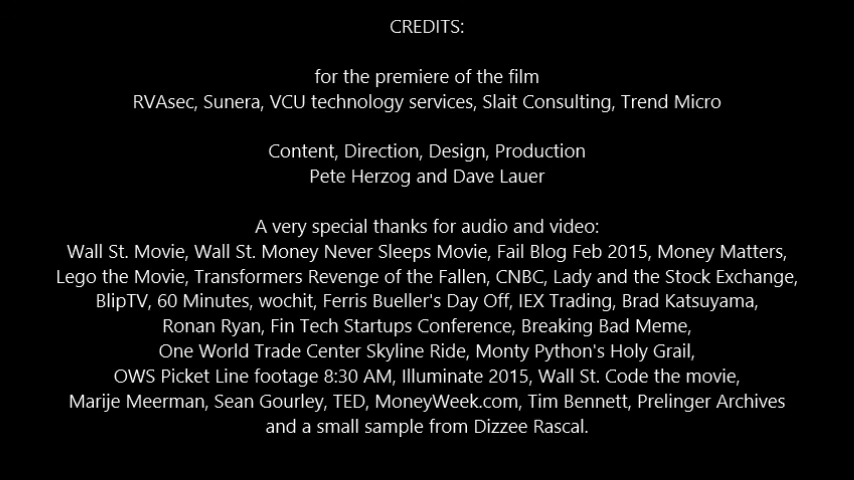 CREDITS:
for the premiere of the film
RVAsec, Sunera, VCU technology services, Slait Consulting, Trend Micro
Content, Direction, Design, Production
Pete Herzog and Dave Lauer
A very special thanks for audio and video:
Wall St. Movie, Wall St. Money Never Sleeps Movie, Fail Blog Feb 2015, Money Matters,
Lego the Movie, Transformers Revenge of the Fallen, CNBC, Lady and the Stock Exchange,
BlipTV, 60 Minutes, wochit, Ferris Bueller's Day Off, IEX Trading, Brad Katsuyama,
Ronan Ryan, Fin Tech Startups Conference, Breaking Bad Meme,
One World Trade Center Skyline Ride, Monty Python's Holy Grail,
OWS Picket Line footage 8:30 AM, Illuminate 2015, Wall St. Code the movie,
Marije Meerman, Sean Gourley, TED, MoneyWeek.com, Tim Bennett, Prelinger Archives
and a small sample from Dizzee Rascal.